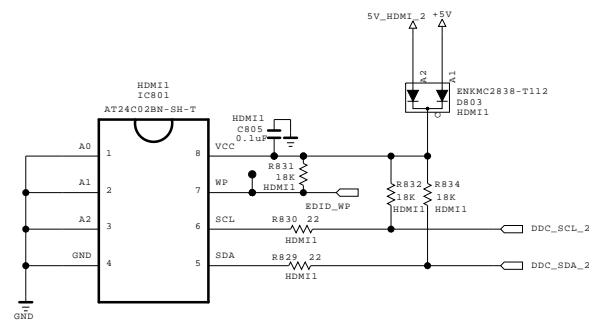 5V_HDMI_2 +5V
A2 A1
ENKMC2838-T112
D803
HDMI1
C
HDMI1
IC801
AT24C02BN-SH-T
HDMI1
C805
0.1uF
A0 1 8 VCC
R831
18K
HDMI1
A1 2 7 WP
EDID_WP
R832
18K
HDMI1
R834
18K
HDMI1
A2 3 6 SCL
R830 22
HDMI1
DDC_SCL_2
GND 4 5 SDA
R829 22
HDMI1
DDC_SDA_2
GND